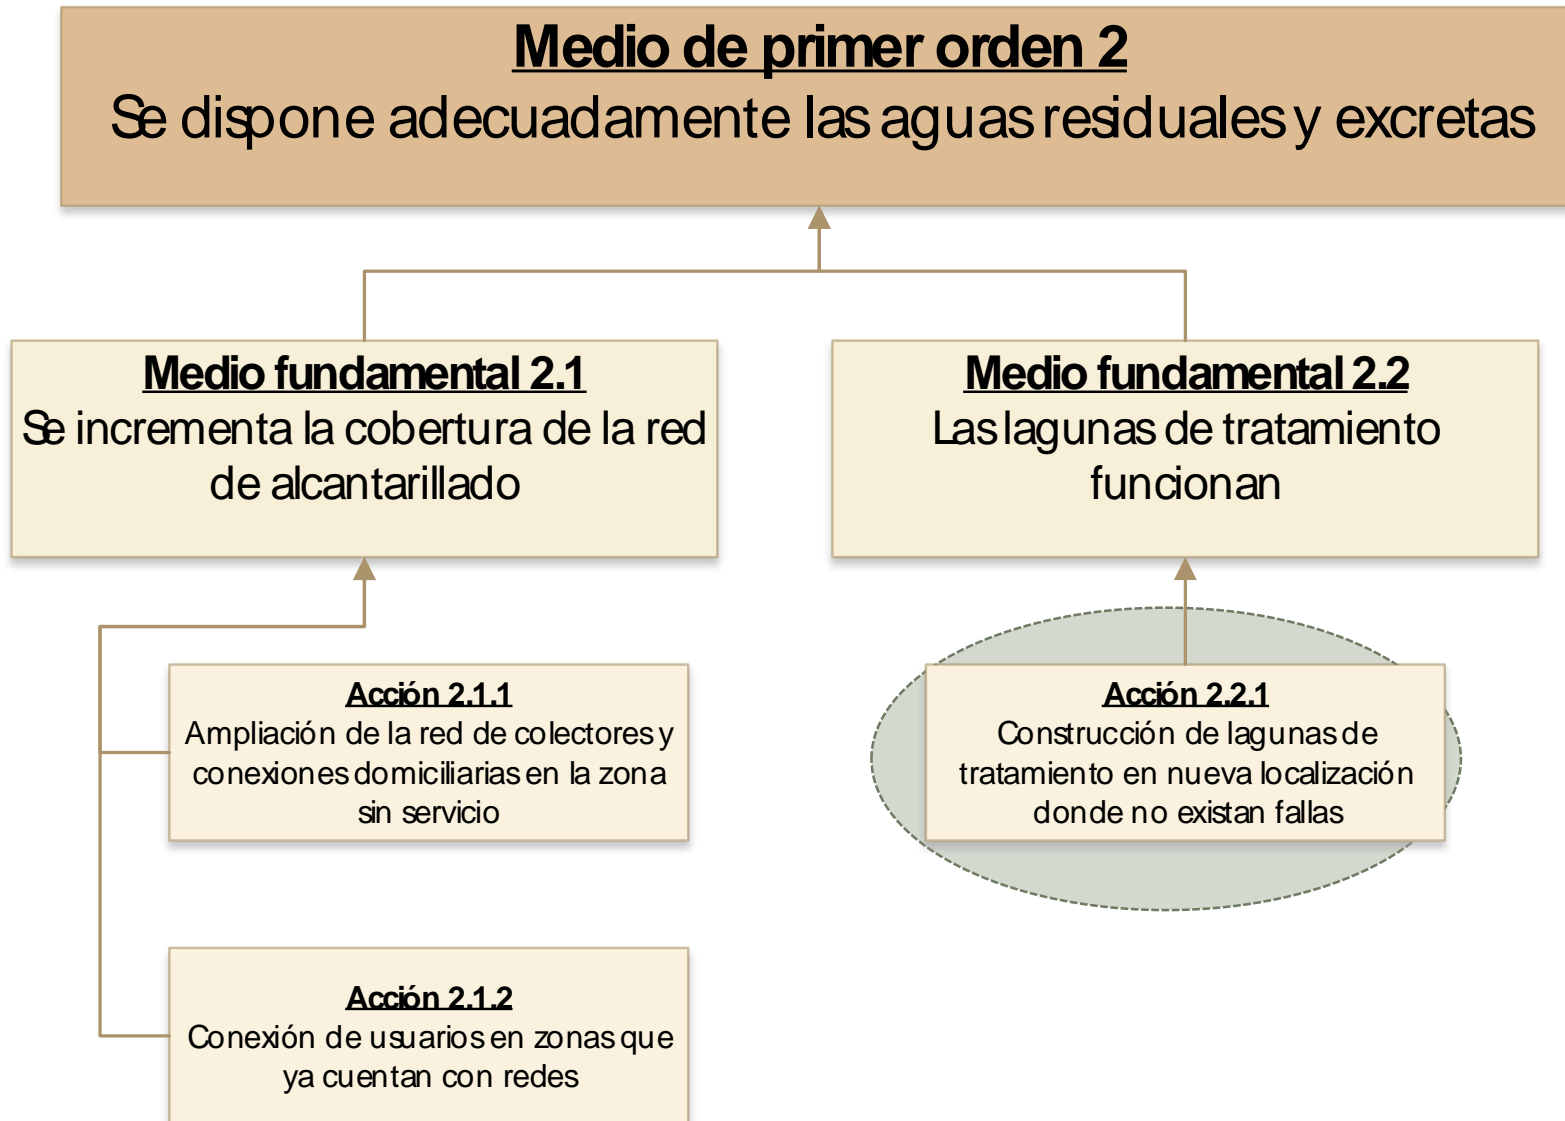 Medio de primer orden 2
Se dispone adecuadamente las aguas residuales y excretas
Medio fundamental 2.1
Se incrementa la cobertura de la red
de alcantarillado
Medio fundamental 2.2
Las lagunas de tratamiento
funcionan
Acción 2.1.1
Ampliación de la red de colectores y
conexiones domiciliarias en la zona
sin servicio
Acción 2.2.1
Construcción de lagunas de
tratamiento en nueva localización
donde no existan fallas
Acción 2.1.2
Conexión de usuarios en zonas que
ya cuentan con redes